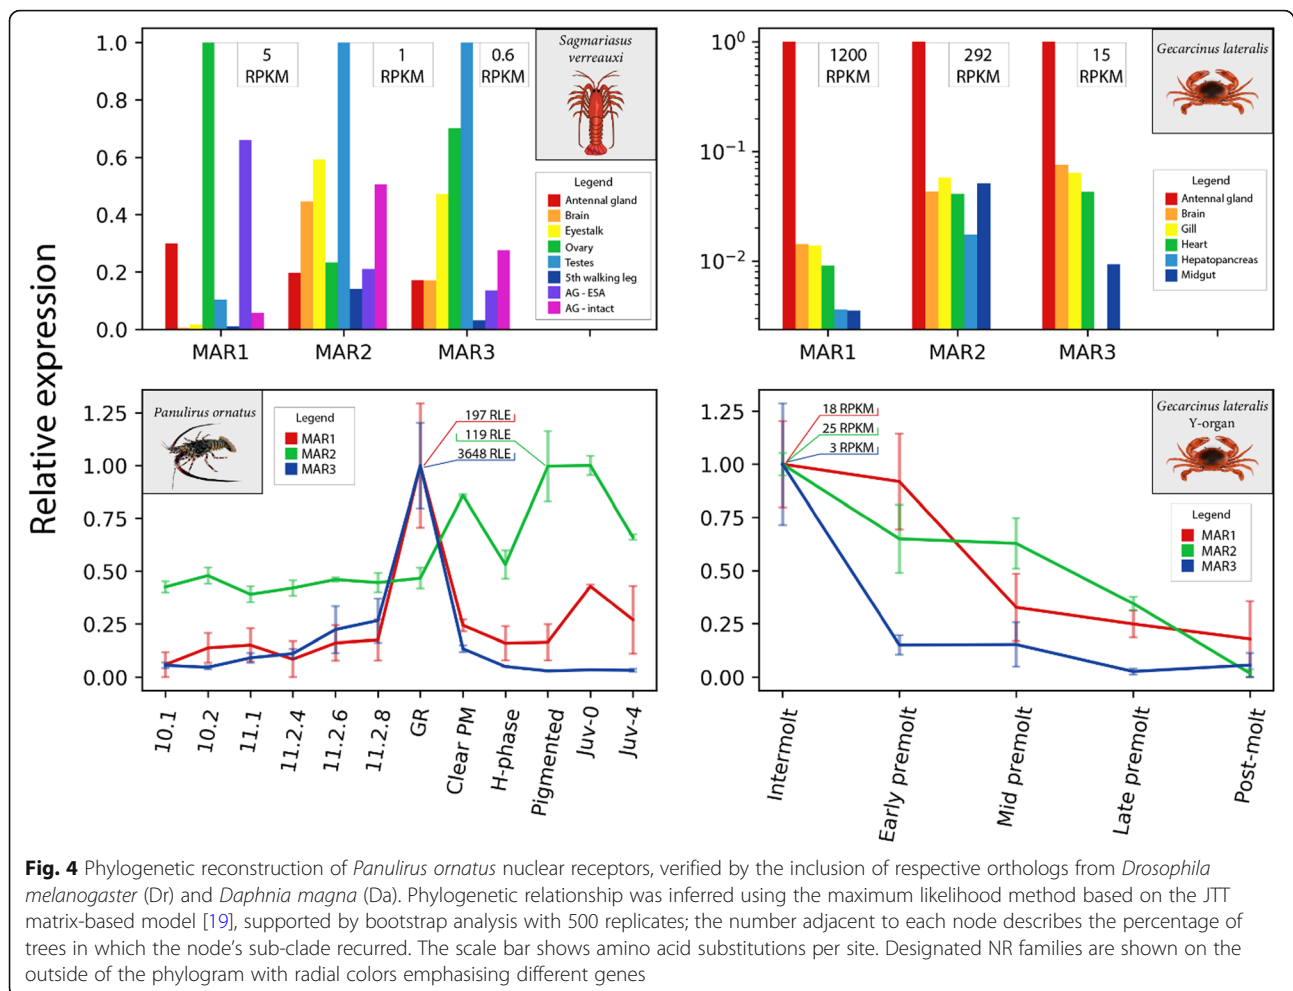 Relative expression
1.0
0.8
0.6
0.4
0.2
0.0
5
RPKM
1
RPKM
0.6
RPKM
Sagmariasus
verreauxi
Legend
Antennal gland
Brain
Eyestalk
Ovary
Testes
5th walking leg
AG - ESA
AG - intact
MAR1 MAR2 MAR3
10⁰
10⁻¹
10⁻²
1200
RPKM
292
RPKM
15
RPKM
Gecarcinus lateralis
Legend
Antennal gland
Brain
Gill
Heart
Hepatopancreas
Midgut
MAR1 MAR2 MAR3
1.25
1.00
0.75
0.50
0.25
0.00
Panulirus ornatus
Legend
MAR1
MAR2
MAR3
197 RLE
119 RLE
3648 RLE
10.1
10.2
11.1
11.2.4
11.2.6
11.2.8
GR
Clear PM
H-phase
Pigmented
Juv-0
Juv-4
1.25
1.00
0.75
0.50
0.25
0.00
18 RPKM
25 RPKM
3 RPKM
Gecarcinus lateralis
Y-organ
Legend
MAR1
MAR2
MAR3
Intermolt
Early premolt
Mid premolt
Late premolt
Post-molt
Fig. 4 Phylogenetic reconstruction of Panulirus ornatus nuclear receptors, verified by the inclusion of respective orthologs from Drosophila
melanogaster (Dr) and Daphnia magna (Da). Phylogenetic relationship was inferred using the maximum likelihood method based on the JTT
matrix-based model [19], supported by bootstrap analysis with 500 replicates; the number adjacent to each node describes the percentage of
trees in which the node's sub-clade recurred. The scale bar shows amino acid substitutions per site. Designated NR families are shown on the
outside of the phylogram with radial colors emphasising different genes